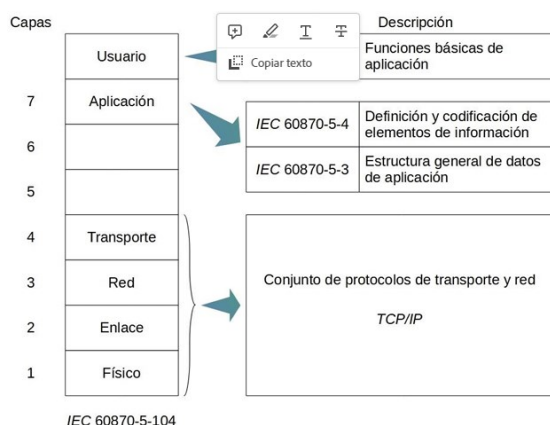 Capas
Descripción
Usuario
Copiar texto
Funciones básicas de
aplicación
7
Aplicación
IEC 60870-5-4
Definición y codificación de
elementos de información
6
IEC 60870-5-3
Estructura general de datos
de aplicación
5
4
Transporte
3
Red
Conjunto de protocolos de transporte y red
TCP/IP
2
Enlace
1
Físico
IEC 60870-5-104